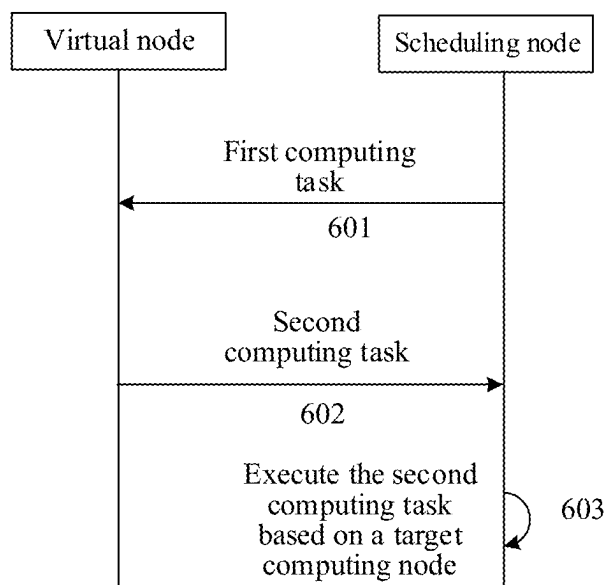 Virtual node
Scheduling node
First computing
task
601
Second
computing task
602
Execute the second
computing task
based on a target
computing node
603